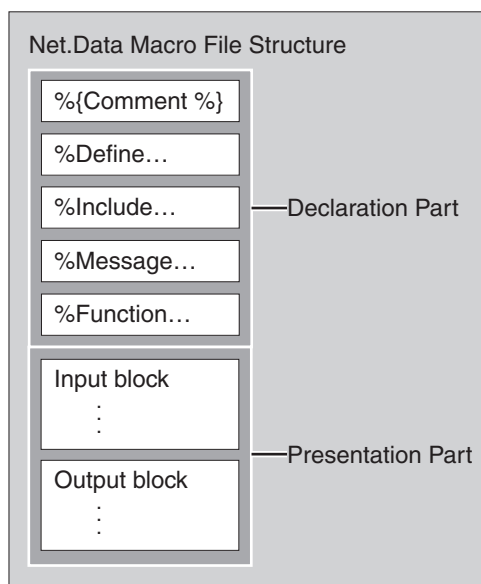 Net.Data Macro File Structure
%{Comment %}
%Define…
%Include…
%Message…
%Function…
Declaration Part
Input block
.
.
.
Output block
.
.
.
Presentation Part